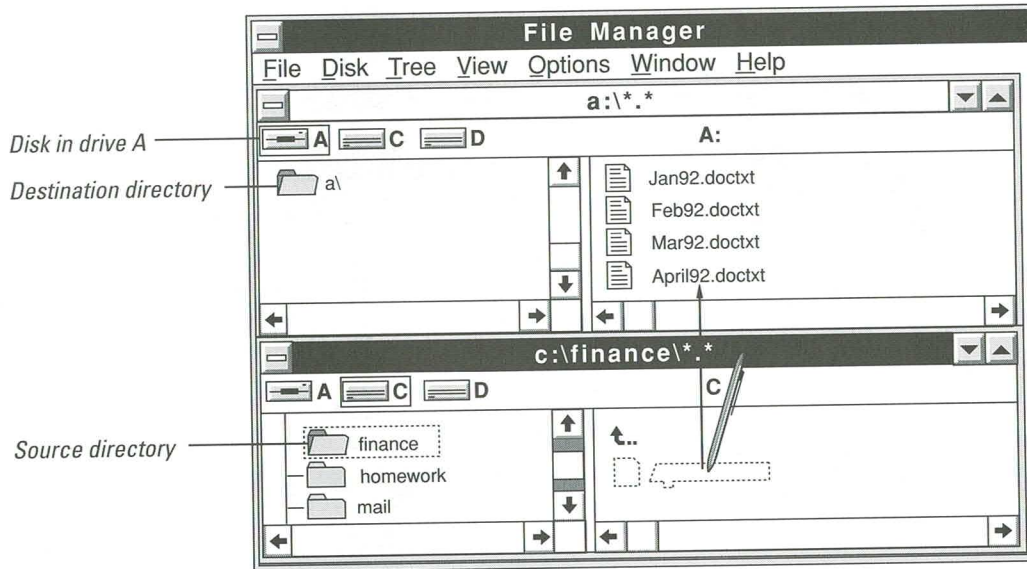 File Manager
File Disk Tree View Options Window Help
a:\*.*
Disk in drive A
A C D A:
Destination directory
a\
Jan92.doctxt
Feb92.doctxt
Mar92.doctxt
April92.doctxt
c:\finance\*.*
A C D C
Source directory
finance
homework
mail